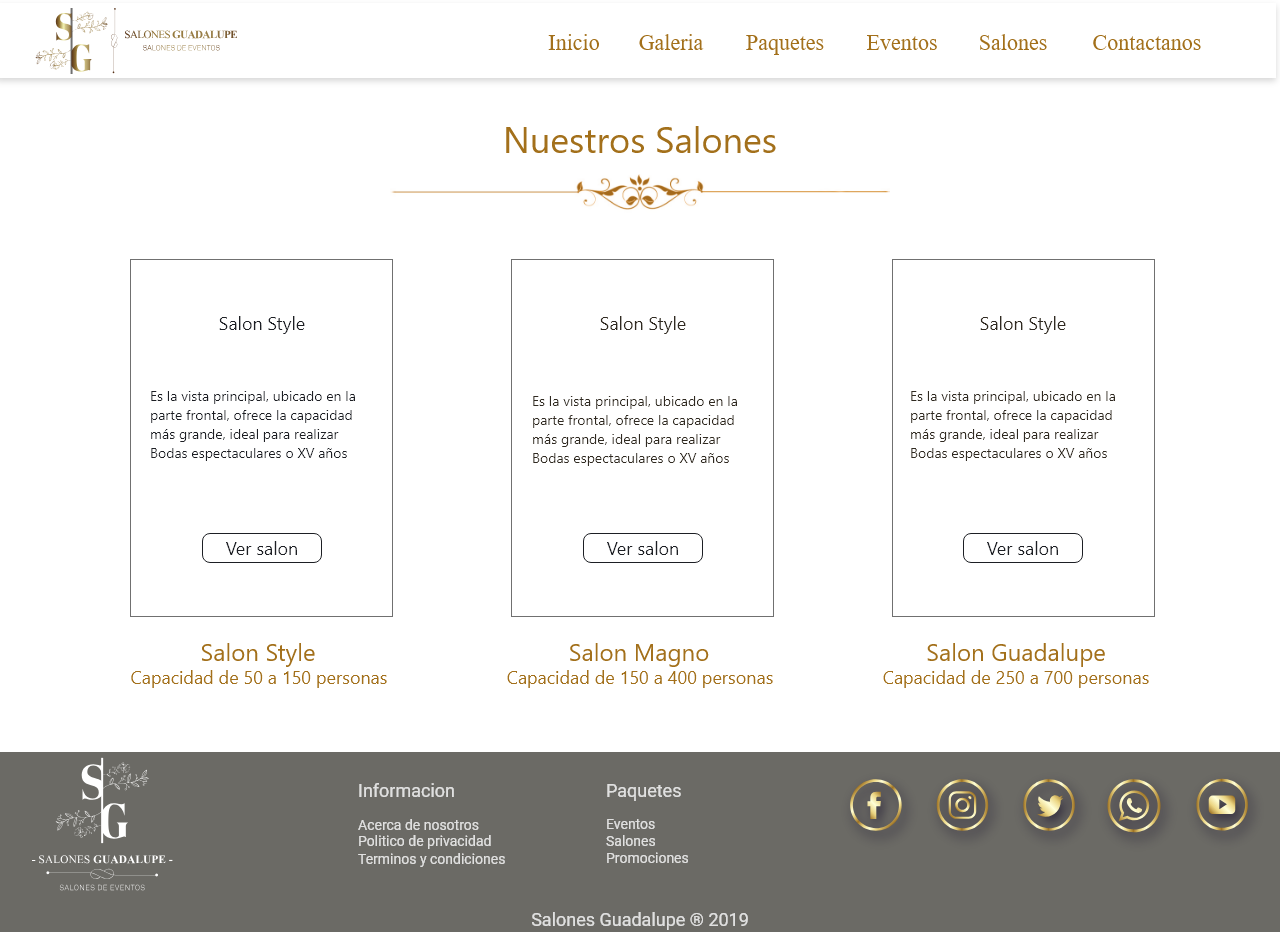 SG
SALONES GUADALUPE
SALONES DE EVENTOS
Inicio Galeria Paquetes Eventos Salones Contactanos
Nuestros Salones
Salon Style
Es la vista principal, ubicado en la
parte frontal, ofrece la capacidad
más grande, ideal para realizar
Bodas espectaculares o XV años
Ver salon
Salon Style
Capacidad de 50 a 150 personas
Salon Style
Es la vista principal, ubicado en la
parte frontal, ofrece la capacidad
más grande, ideal para realizar
Bodas espectaculares o XV años
Ver salon
Salon Magno
Capacidad de 150 a 400 personas
Salon Style
Es la vista principal, ubicado en la
parte frontal, ofrece la capacidad
más grande, ideal para realizar
Bodas espectaculares o XV años
Ver salon
Salon Guadalupe
Capacidad de 250 a 700 personas
SG
- SALONES GUADALUPE -
SALONES DE EVENTOS
Informacion
Acerca de nosotros
Politico de privacidad
Terminos y condiciones
Paquetes
Eventos
Salones
Promociones
Salones Guadalupe ® 2019